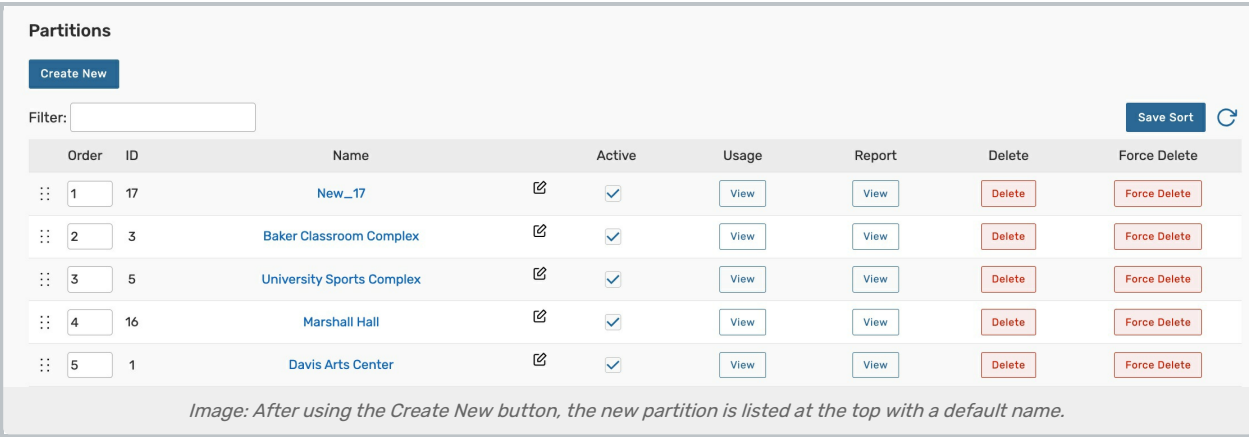 Partitions
Create New
Filter: Save Sort
Order ID Name Active Usage Report Delete Force Delete
1 17 New_17 View View Delete Force Delete
2 3 Baker Classroom Complex View View Delete Force Delete
3 5 University Sports Complex View View Delete Force Delete
4 16 Marshall Hall View View Delete Force Delete
5 1 Davis Arts Center View View Delete Force Delete
Image: After using the Create New button, the new partition is listed at the top with a default name.